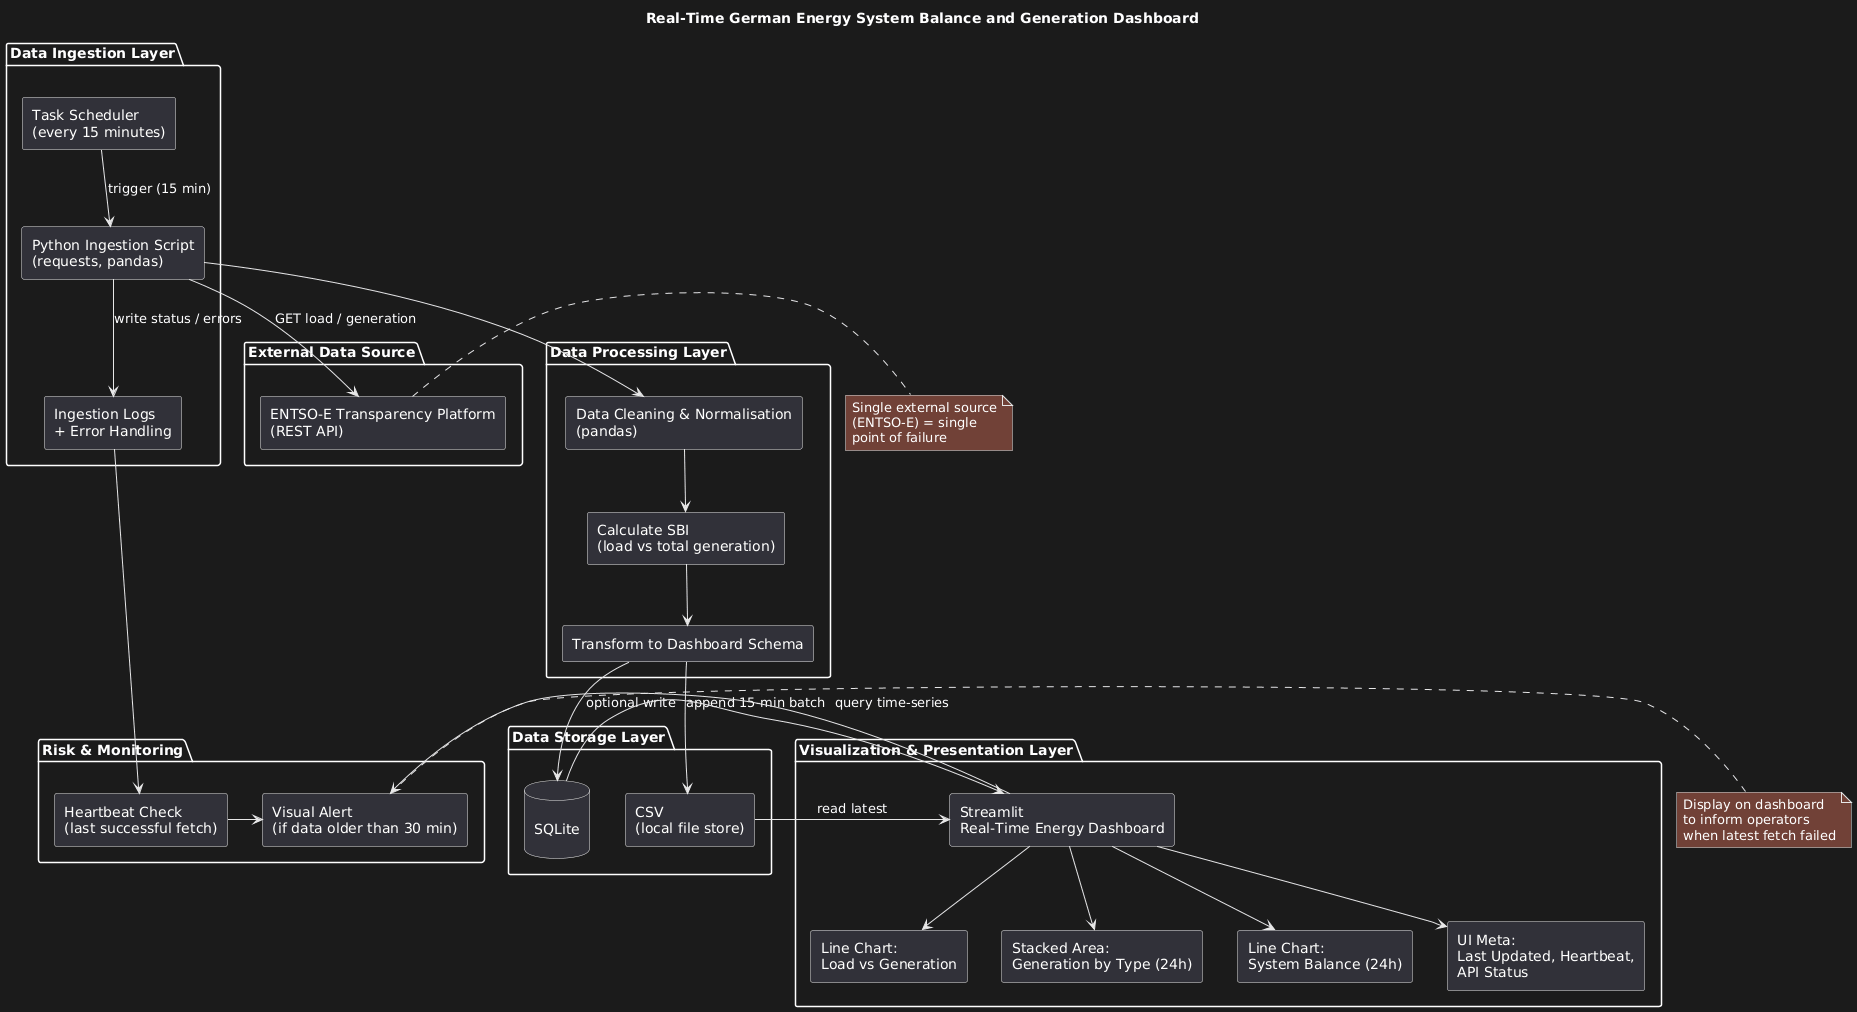 Real-Time German Energy System Balance and Generation Dashboard
Data Ingestion Layer
Task Scheduler
(every 15 minutes)
trigger (15 min)
Python Ingestion Script
(requests, pandas)
write status / errors
GET load / generation
Ingestion Logs
+ Error Handling
External Data Source
ENTSO-E Transparency Platform
(REST API)
Data Processing Layer
Data Cleaning & Normalisation
(pandas)
Single external source
(ENTSO-E) = single
point of failure
Calculate SBI
(load vs total generation)
Transform to Dashboard Schema
optional write
append 15 min batch
query time-series
Risk & Monitoring
Heartbeat Check
(last successful fetch)
Visual Alert
(if data older than 30 min)
Data Storage Layer
SQLite
CSV
(local file store)
read latest
Visualization & Presentation Layer
Streamlit
Real-Time Energy Dashboard
Display on dashboard
to inform operators
when latest fetch failed
Line Chart:
Load vs Generation
Stacked Area:
Generation by Type (24h)
Line Chart:
System Balance (24h)
UI Meta:
Last Updated, Heartbeat,
API Status